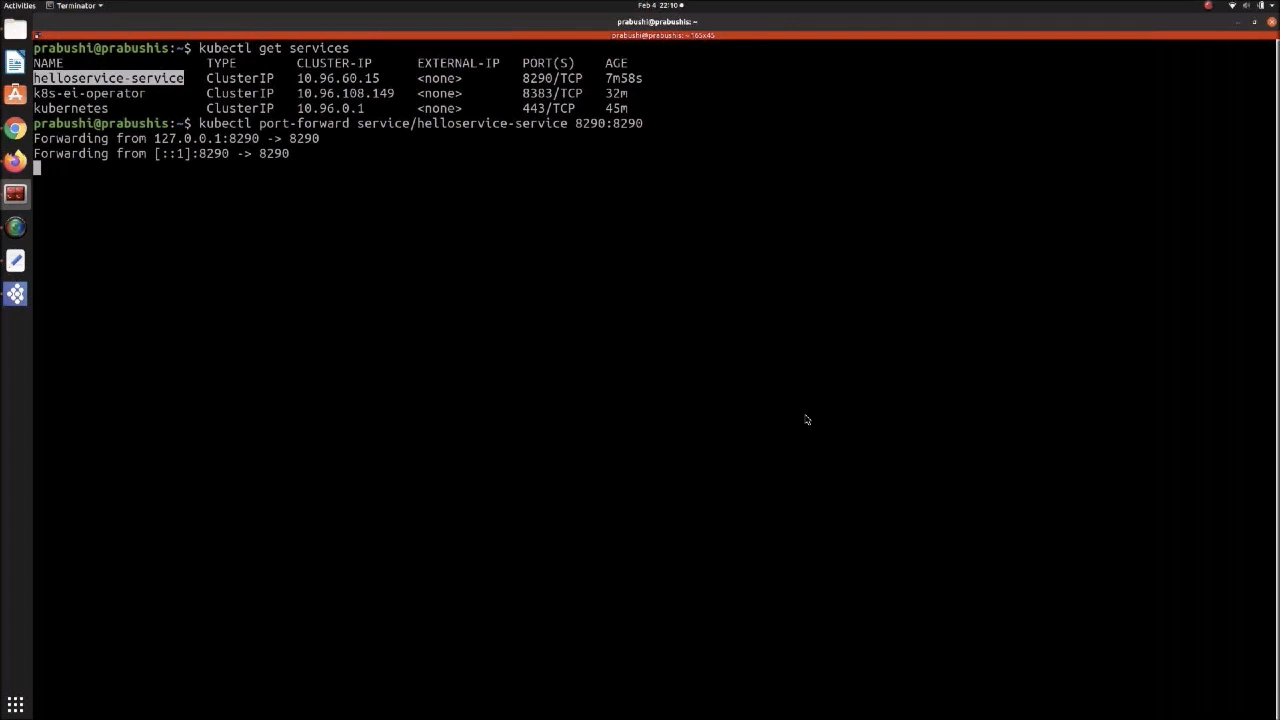 Activities Terminator Feb 4 22:10
prabushi@prabushis: ~
prabushi@prabushis: ~ 165x45
prabushi@prabushis:~$ kubectl get services
NAME TYPE CLUSTER-IP EXTERNAL-IP PORT(S) AGE
helloservice-service ClusterIP 10.96.60.15 <none> 8290/TCP 7m58s
k8s-ei-operator ClusterIP 10.96.108.149 <none> 8383/TCP 32m
kubernetes ClusterIP 10.96.0.1 <none> 443/TCP 45m
prabushi@prabushis:~$ kubectl port-forward service/helloservice-service 8290:8290
Forwarding from 127.0.0.1:8290 -> 8290
Forwarding from [::1]:8290 -> 8290